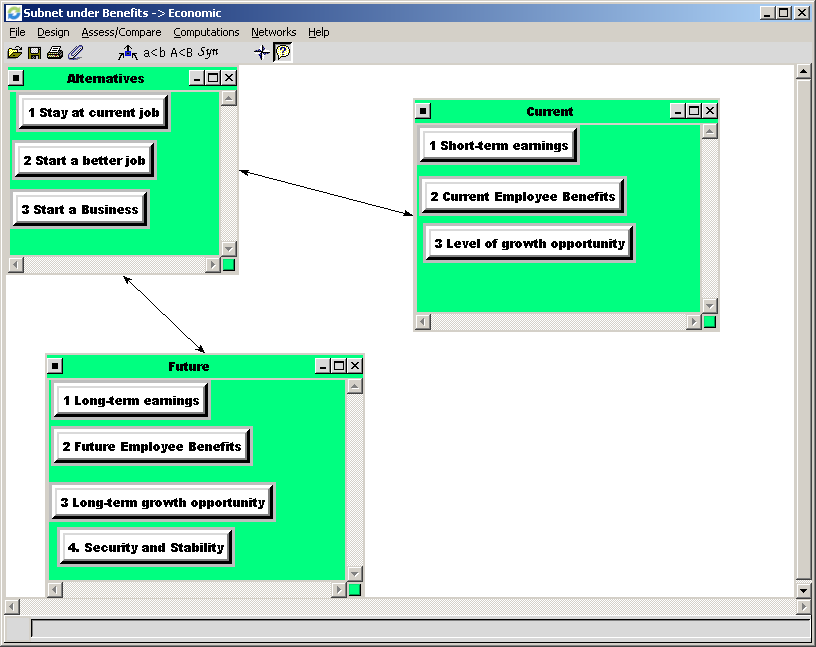 Subnet under Benefits -> Economic
File Design Assess/Compare Computations Networks Help
a<b A<B Syn
Alternatives
1 Stay at current job
2 Start a better job
3 Start a Business
Current
1 Short-term earnings
2 Current Employee Benefits
3 Level of growth opportunity
Future
1 Long-term earnings
2 Future Employee Benefits
3 Long-term growth opportunity
4. Security and Stability